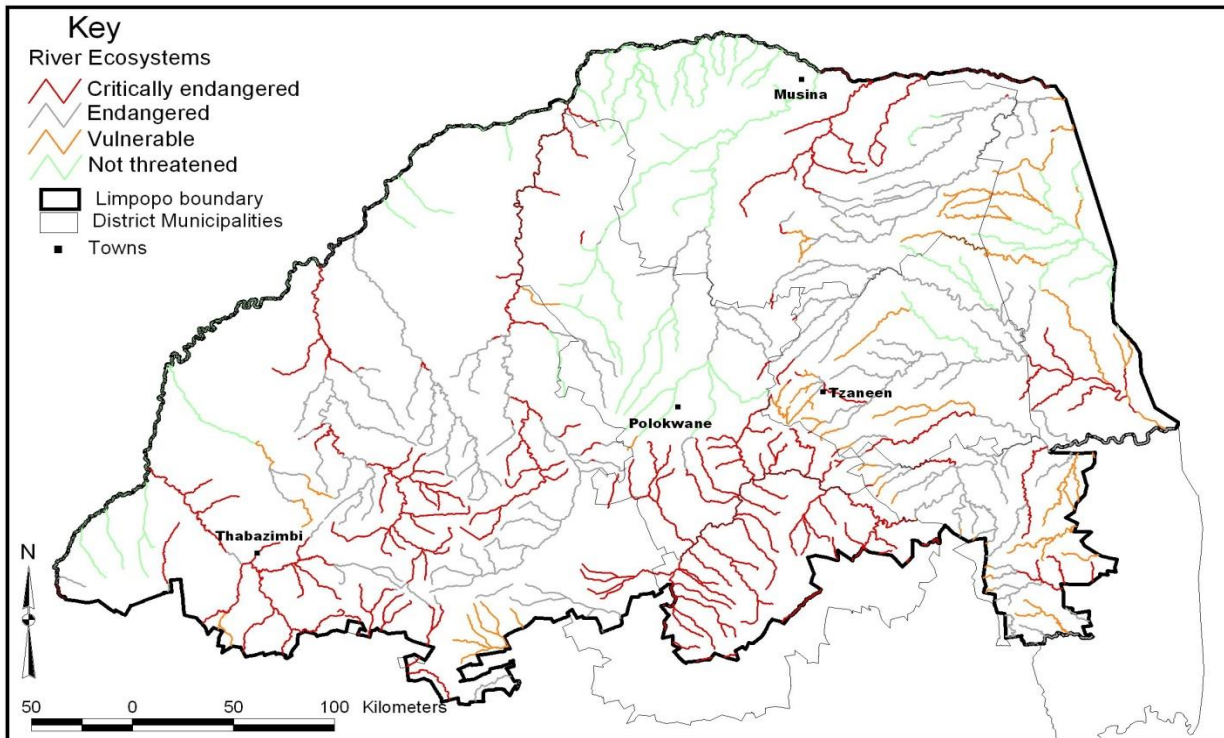 Key
River Ecosystems
Critically endangered
Endangered
Vulnerable
Not threatened
Limpopo boundary
District Municipalities
Towns
Musina
Tzaneen
Polokwane
Thabazimbi
N
50 0 50 100 Kilometers